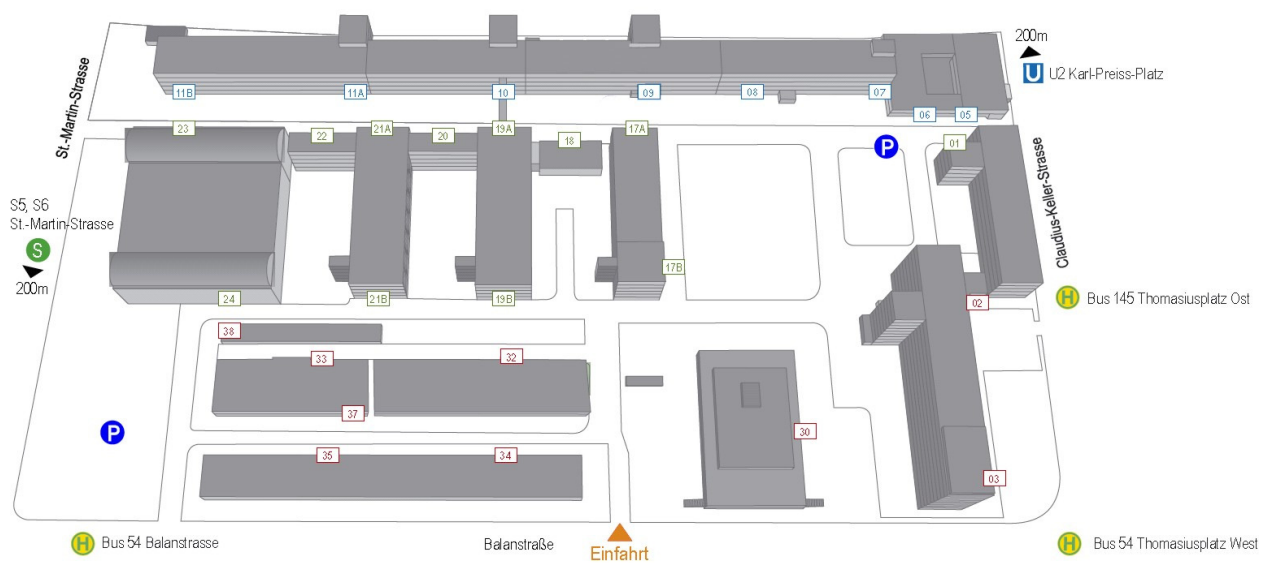 200m
U U2 Karl-Preiss-Platz
St.-Martin-Strasse
11B
11A
10
09
08
07
06
05
23
22
21A
20
19A
18
17A
P
01
Claudius-Keller-Strasse
S5, S6
St.-Martin-Strasse
S
200m
17B
24
21B
19B
02
H Bus 145 Thomasiusplatz Ost
38
33
32
37
P
30
35
34
03
H Bus 54 Balanstrasse
Balanstraße
Einfahrt
H Bus 54 Thomasiusplatz West